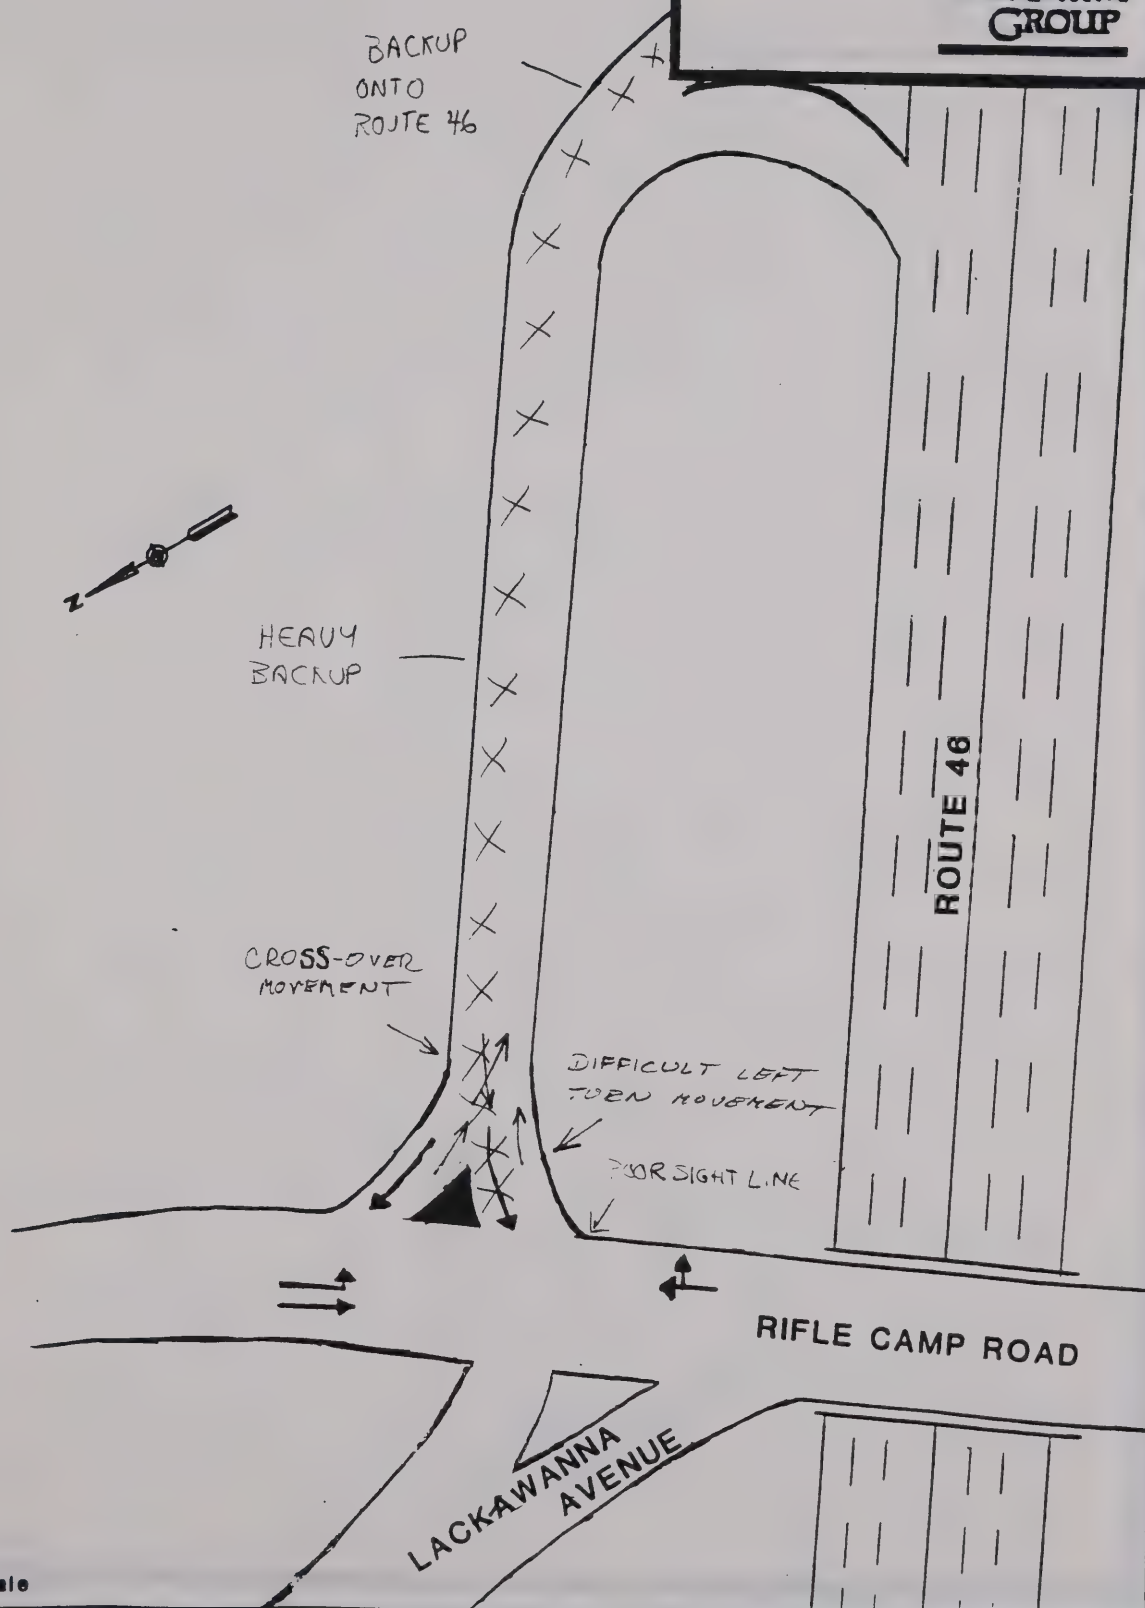 GROUP
BACKUP
ONTO
ROUTE 46
N
HEAVY
BACKUP
ROUTE 46
CROSS-OVER
MOVEMENT
DIFFICULT LEFT
TURN MOVEMENT
POOR SIGHT LINE
RIFLE CAMP ROAD
LACKAWANNA
AVENUE